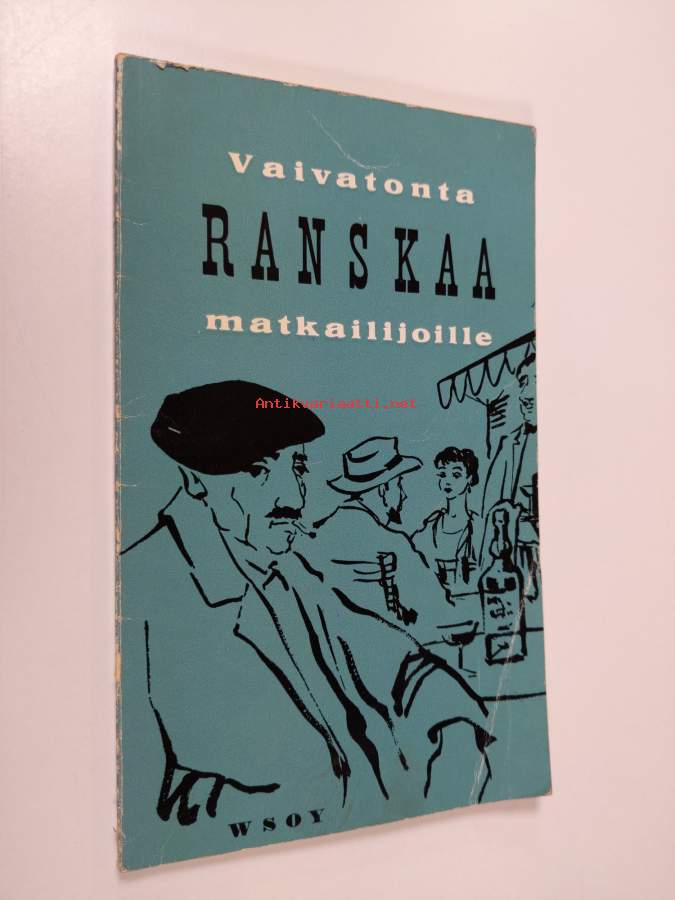 Vaivatonta
RANSKAA
matkailijoille
Antikvariaatti.net
WSOY